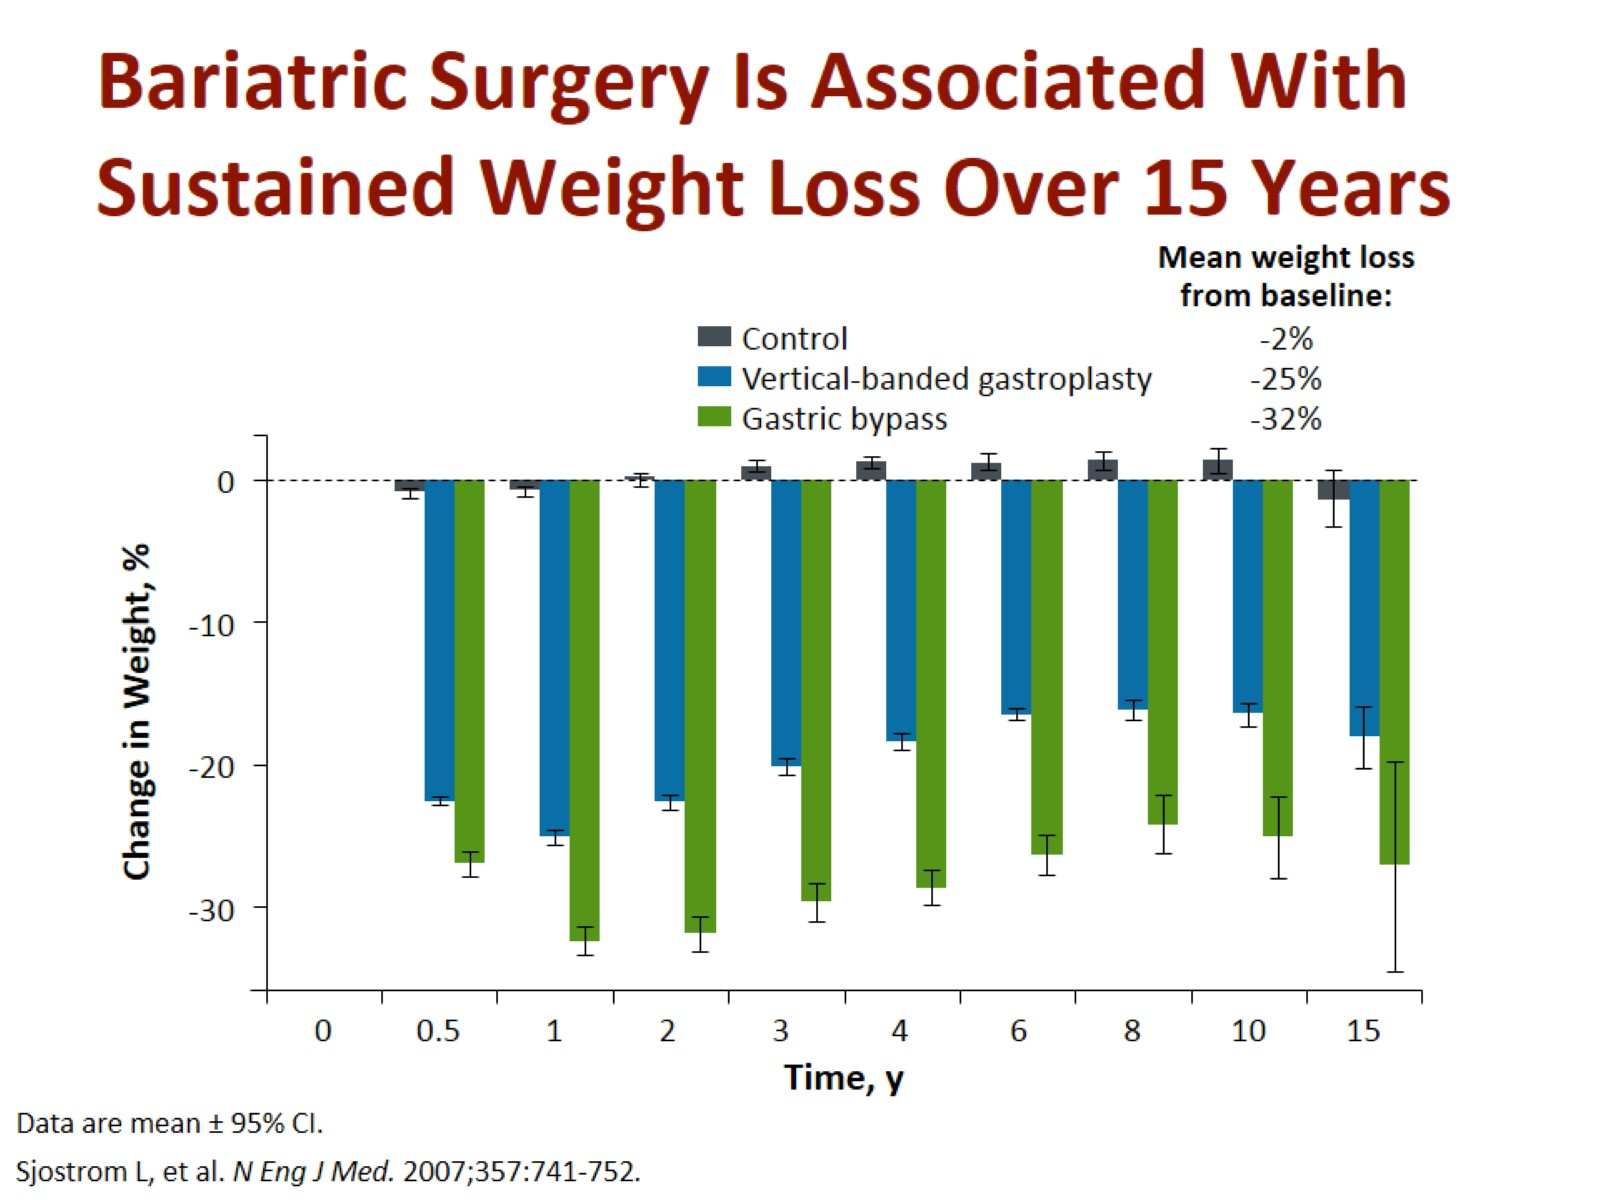 Bariatric Surgery Is Associated With
Sustained Weight Loss Over 15 Years
Mean weight loss
from baseline:
Control -2%
Vertical-banded gastroplasty -25%
Gastric bypass -32%
Change in Weight, %
0
-10
-20
-30
0 0.5 1 2 3 4 6 8 10 15
Time, y
Data are mean ± 95% CI.
Sjostrom L, et al. N Eng J Med. 2007;357:741-752.